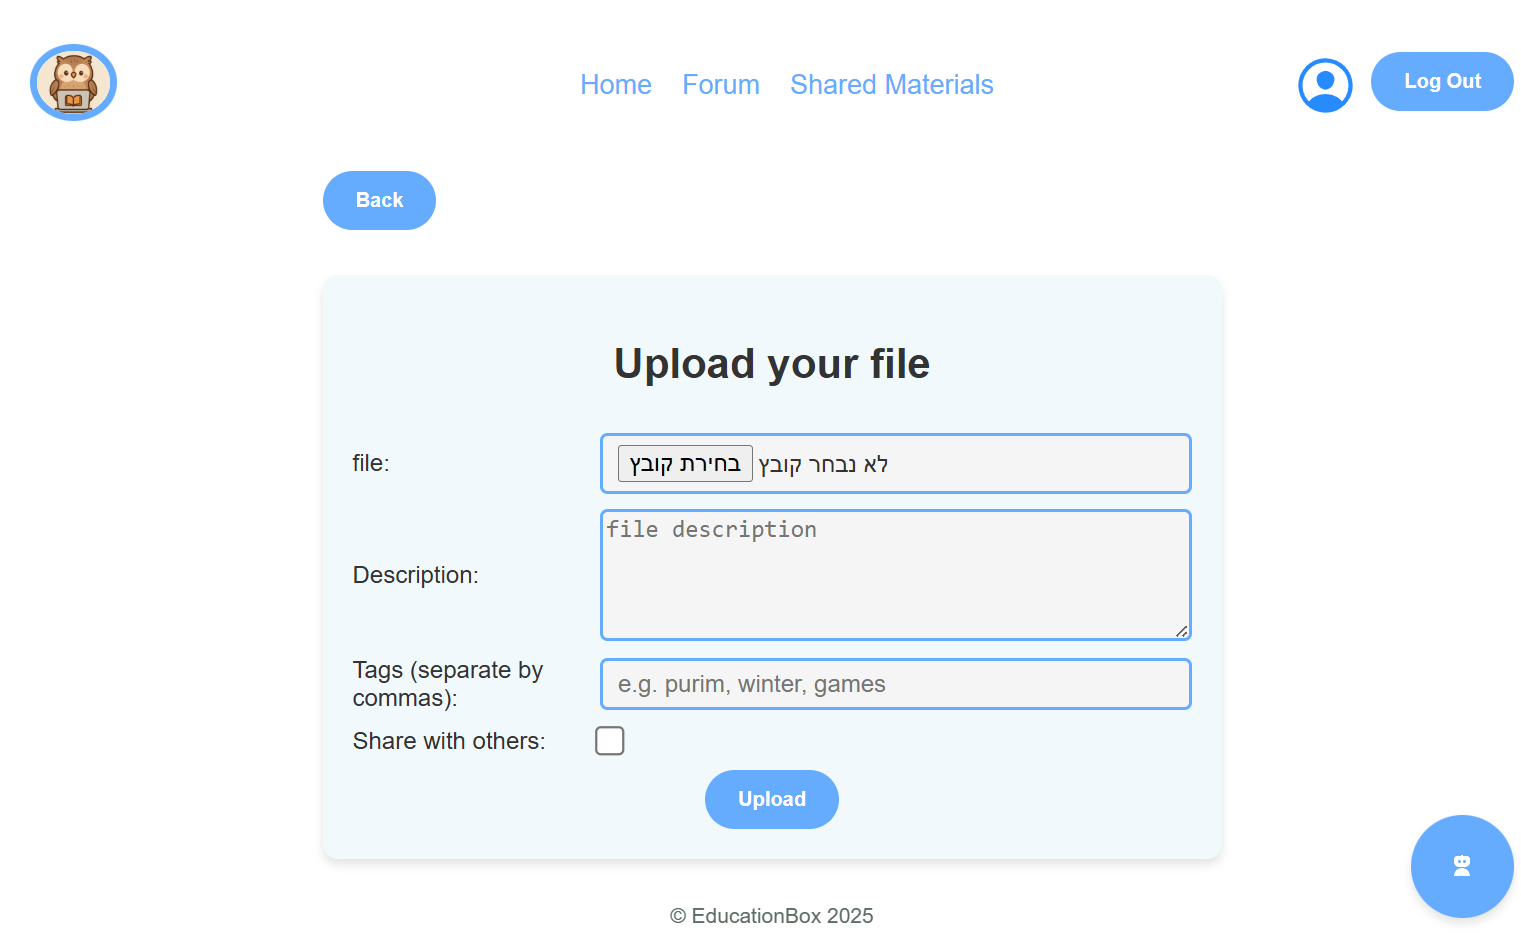 Home Forum Shared Materials
Log Out
Back
Upload your file
file:
בחירת קובץ לא נבחר קובץ
Description:
file description
Tags (separate by
commas):
e.g. purim, winter, games
Share with others:
Upload
© EducationBox 2025